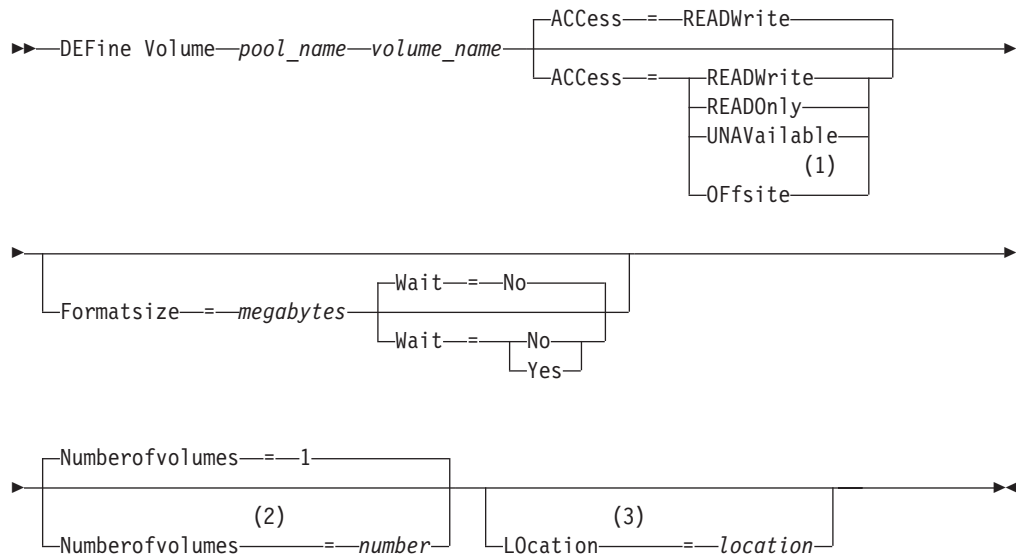 ACCess = READWrite
DEFine Volume pool_name volume_name
ACCess = READWrite
READOnly
UNAVailable
(1)
OFfsite
Wait = No
Formatsize = megabytes
Wait = No
Yes
Numberofvolumes = 1
(2) (3)
Numberofvolumes = number LOcation = location